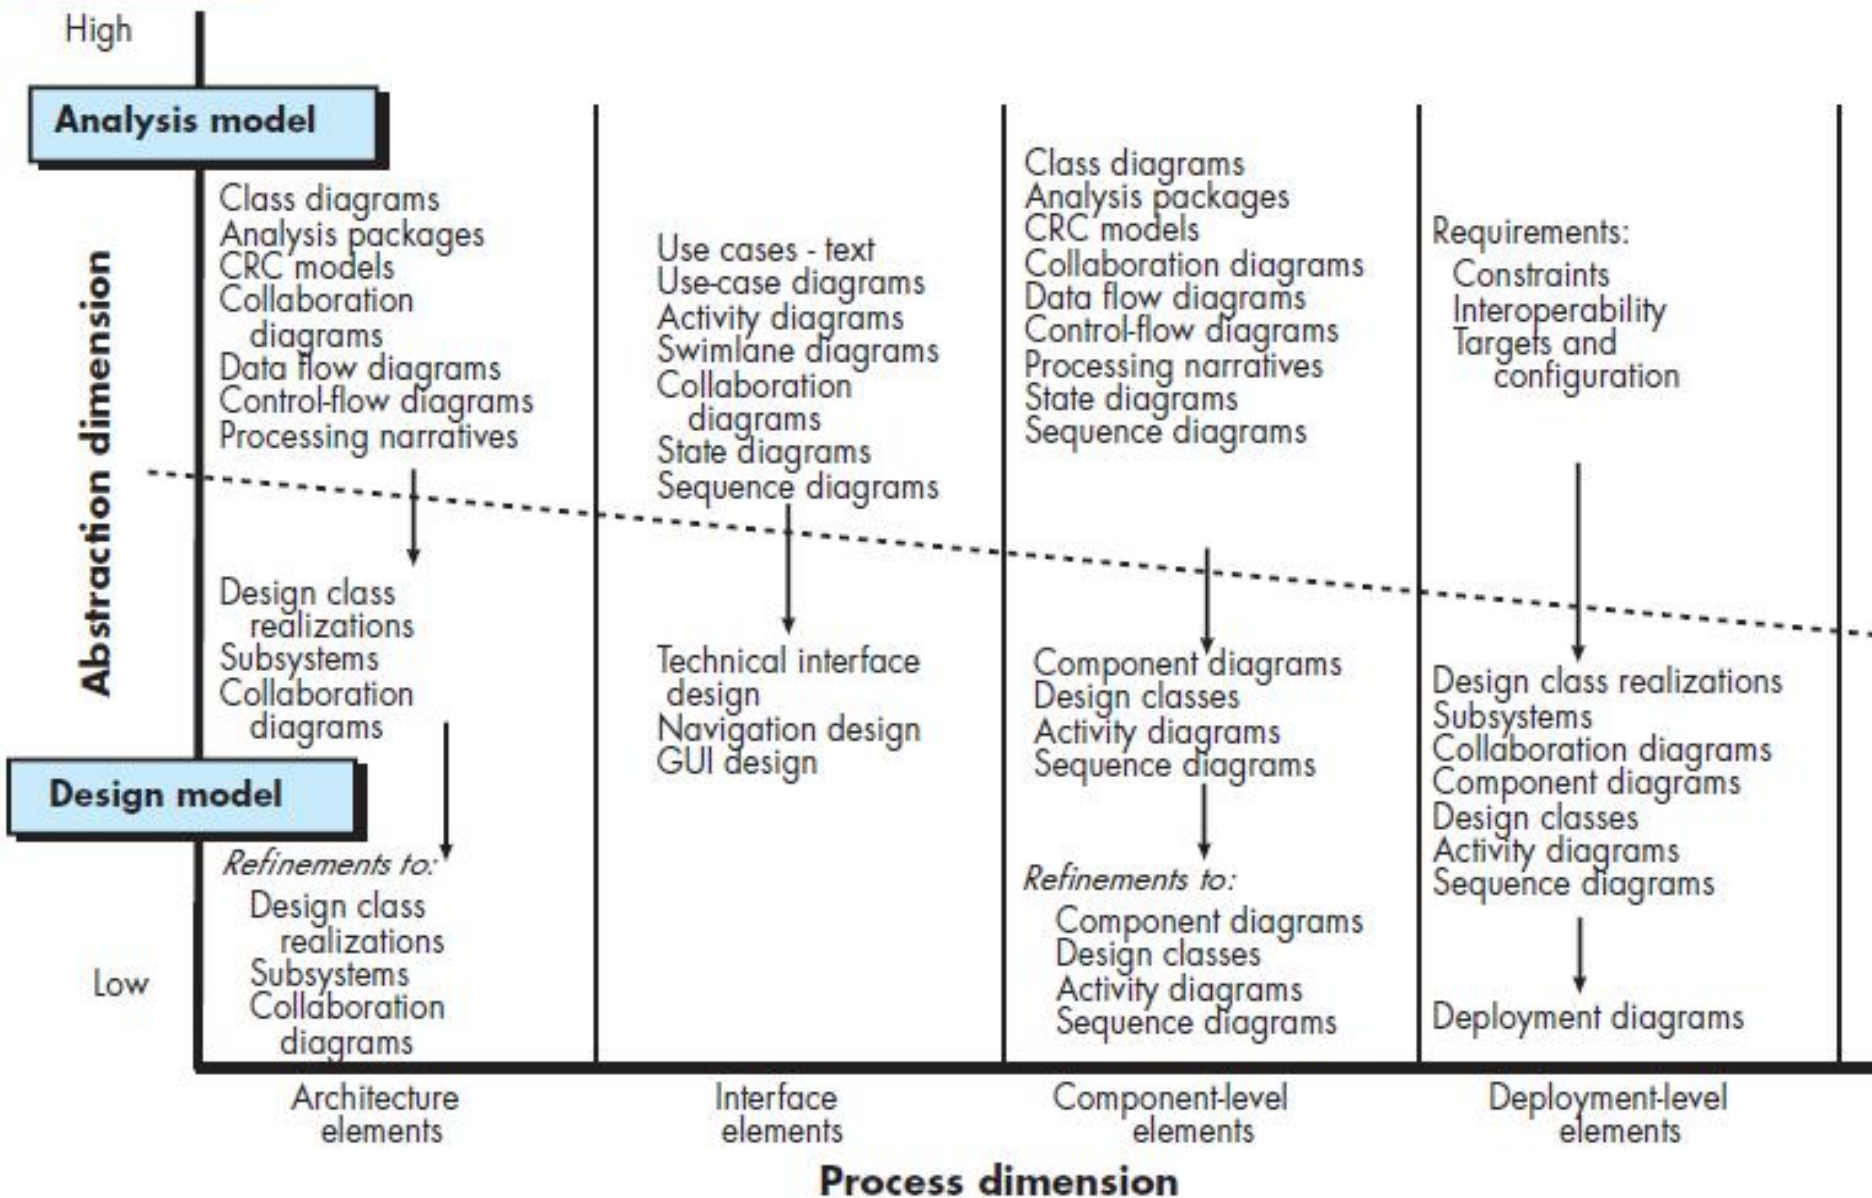 High
Analysis model
Abstraction dimension
Class diagrams
Analysis packages
CRC models
Collaboration
diagrams
Data flow diagrams
Control-flow diagrams
Processing narratives
Design class
realizations
Subsystems
Collaboration
diagrams
Design model
Refinements to:
Design class
realizations
Subsystems
Collaboration
diagrams
Low
Use cases - text
Use-case diagrams
Activity diagrams
Swimlane diagrams
Collaboration
diagrams
State diagrams
Sequence diagrams
Technical interface
design
Navigation design
GUI design
Class diagrams
Analysis packages
CRC models
Collaboration diagrams
Data flow diagrams
Control-flow diagrams
Processing narratives
State diagrams
Sequence diagrams
Component diagrams
Design classes
Activity diagrams
Sequence diagrams
Refinements to:
Component diagrams
Design classes
Activity diagrams
Sequence diagrams
Requirements:
Constraints
Interoperability
Targets and
configuration
Design class realizations
Subsystems
Collaboration diagrams
Component diagrams
Design classes
Activity diagrams
Sequence diagrams
Deployment diagrams
Architecture
elements
Interface
elements
Component-level
elements
Deployment-level
elements
Process dimension